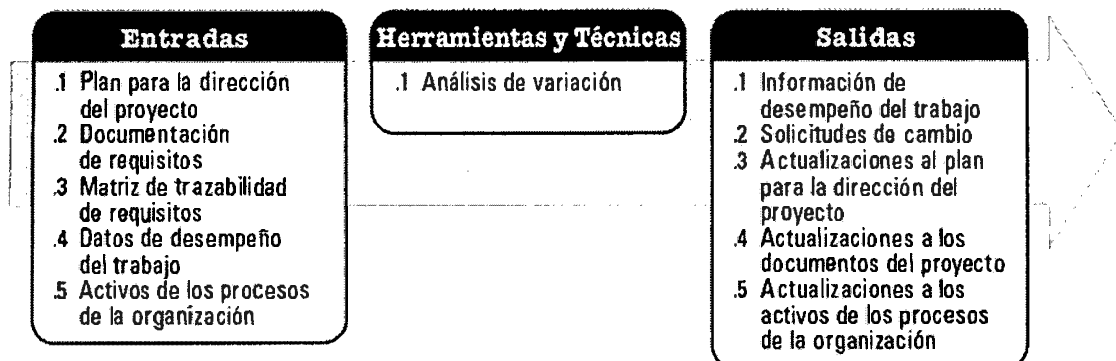 Entradas
.1 Plan para la dirección
del proyecto
.2 Documentación
de requisitos
.3 Matriz de trazabilidad
de requisitos
.4 Datos de desempeño
del trabajo
.5 Activos de los procesos
de la organización
Herramientas y Técnicas
.1 Análisis de variación
Salidas
.1 Información de
desempeño del trabajo
.2 Solicitudes de cambio
.3 Actualizaciones al plan
para la dirección del
proyecto
.4 Actualizaciones a los
documentos del proyecto
.5 Actualizaciones a los
activos de los procesos
de la organización